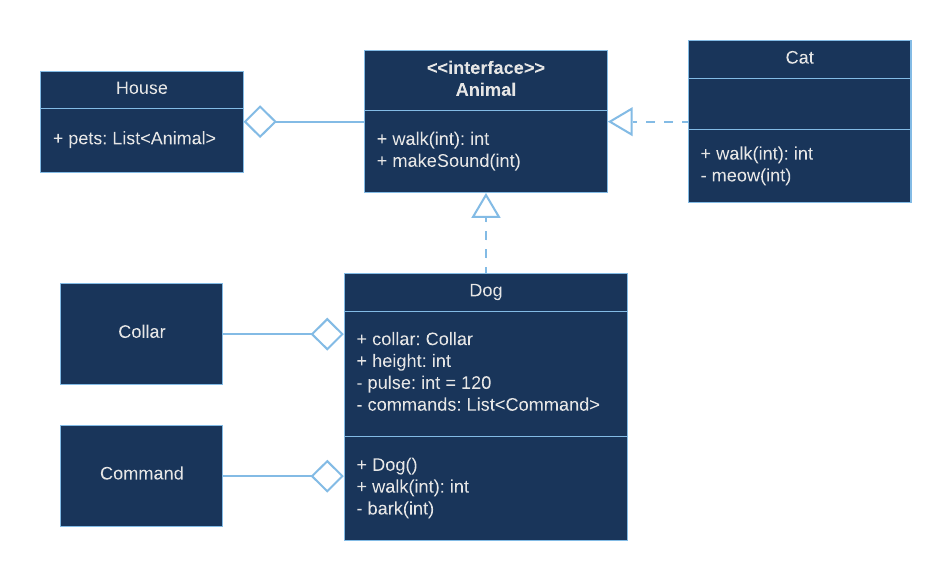 House
+ pets: List<Animal>
<<interface>>
Animal
+ walk(int): int
+ makeSound(int)
Cat
+ walk(int): int
- meow(int)
Collar
Command
Dog
+ collar: Collar
+ height: int
- pulse: int = 120
- commands: List<Command>
+ Dog()
+ walk(int): int
- bark(int)